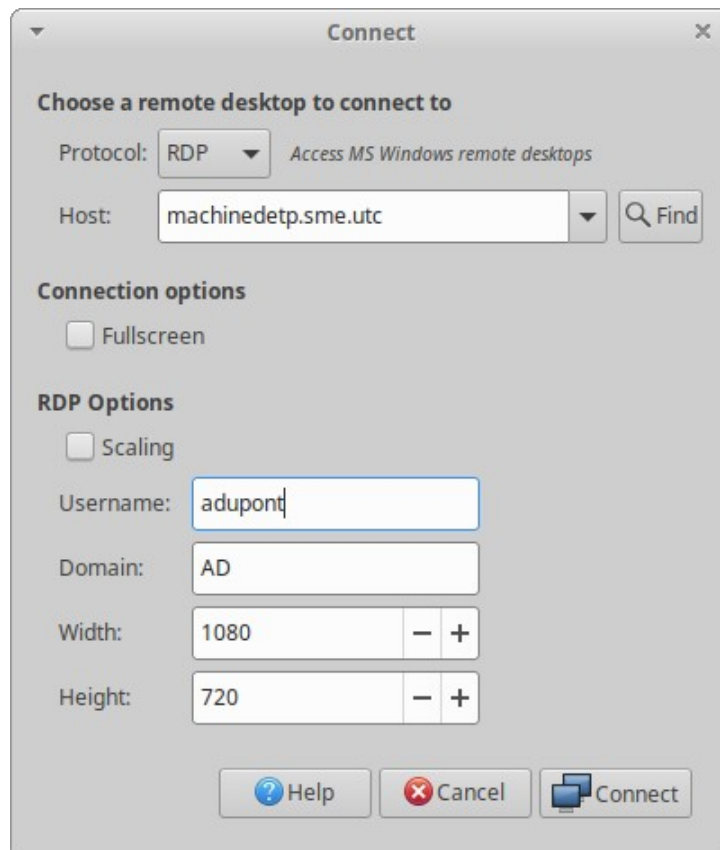 Connect
Choose a remote desktop to connect to
Protocol: RDP Access MS Windows remote desktops
Host: machinedetp.sme.utc Find
Connection options
Fullscreen
RDP Options
Scaling
Username: adupont
Domain: AD
Width: 1080
Height: 720
Help Cancel Connect